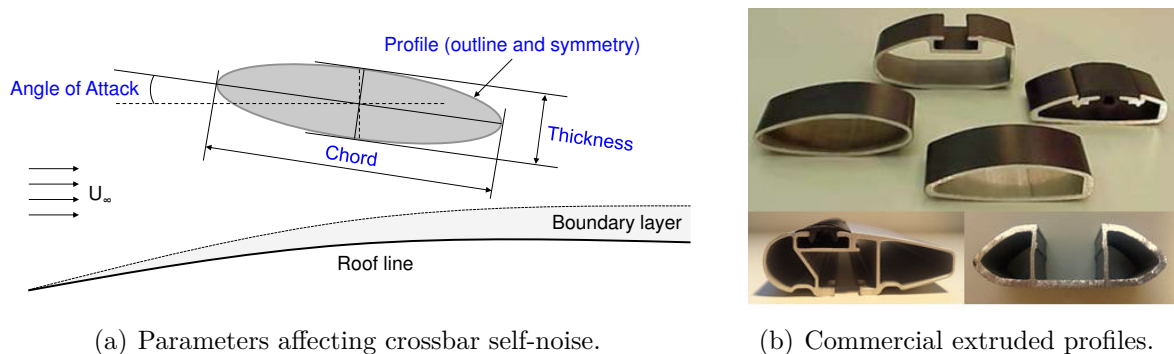 Profile (outline and symmetry)
Angle of Attack
Thickness
Chord
U∞
Boundary layer
Roof line
(a) Parameters affecting crossbar self-noise.
(b) Commercial extruded profiles.